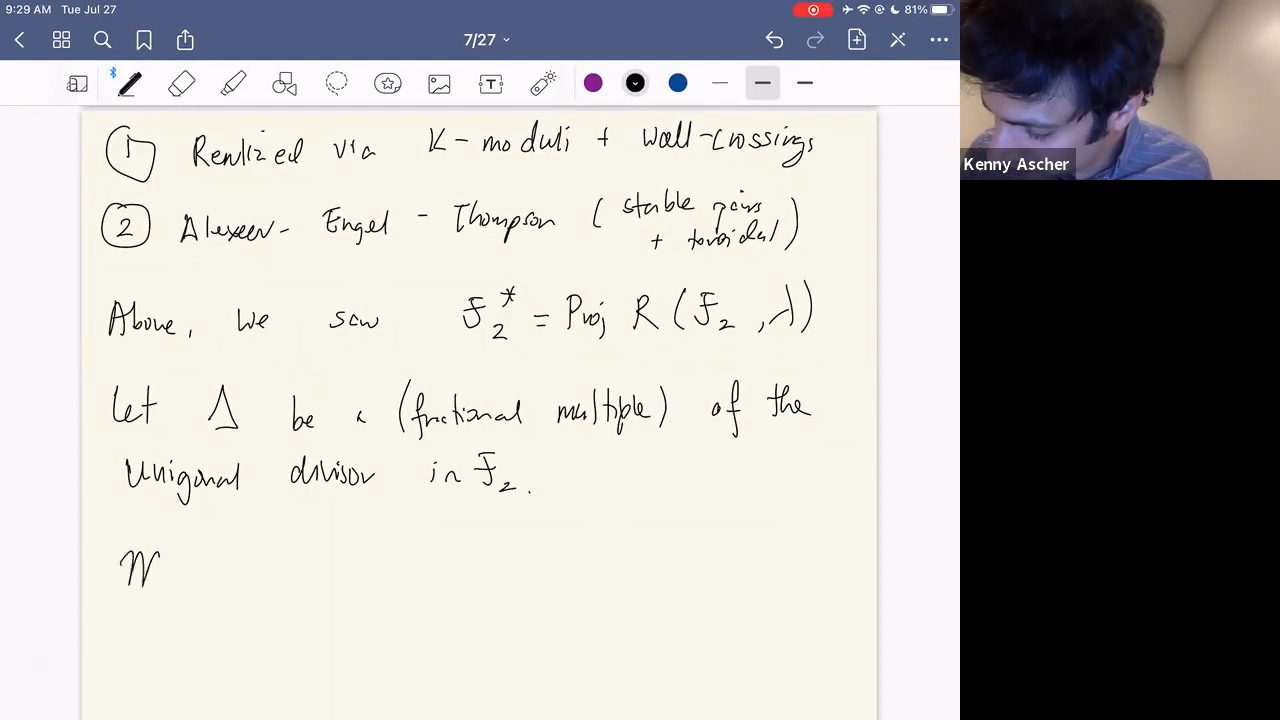 9:29 AM Tue Jul 27
81%
7/27
Kenny Ascher
① Realized via K-moduli + wall-crossings
② Alexeev - Engel - Thompson (stable pairs + toroidal)
Above, we saw F₂* = Proj R(F₂, λ)
Let Δ be a (fractional multiple) of the
unigonal divisor in F₂.